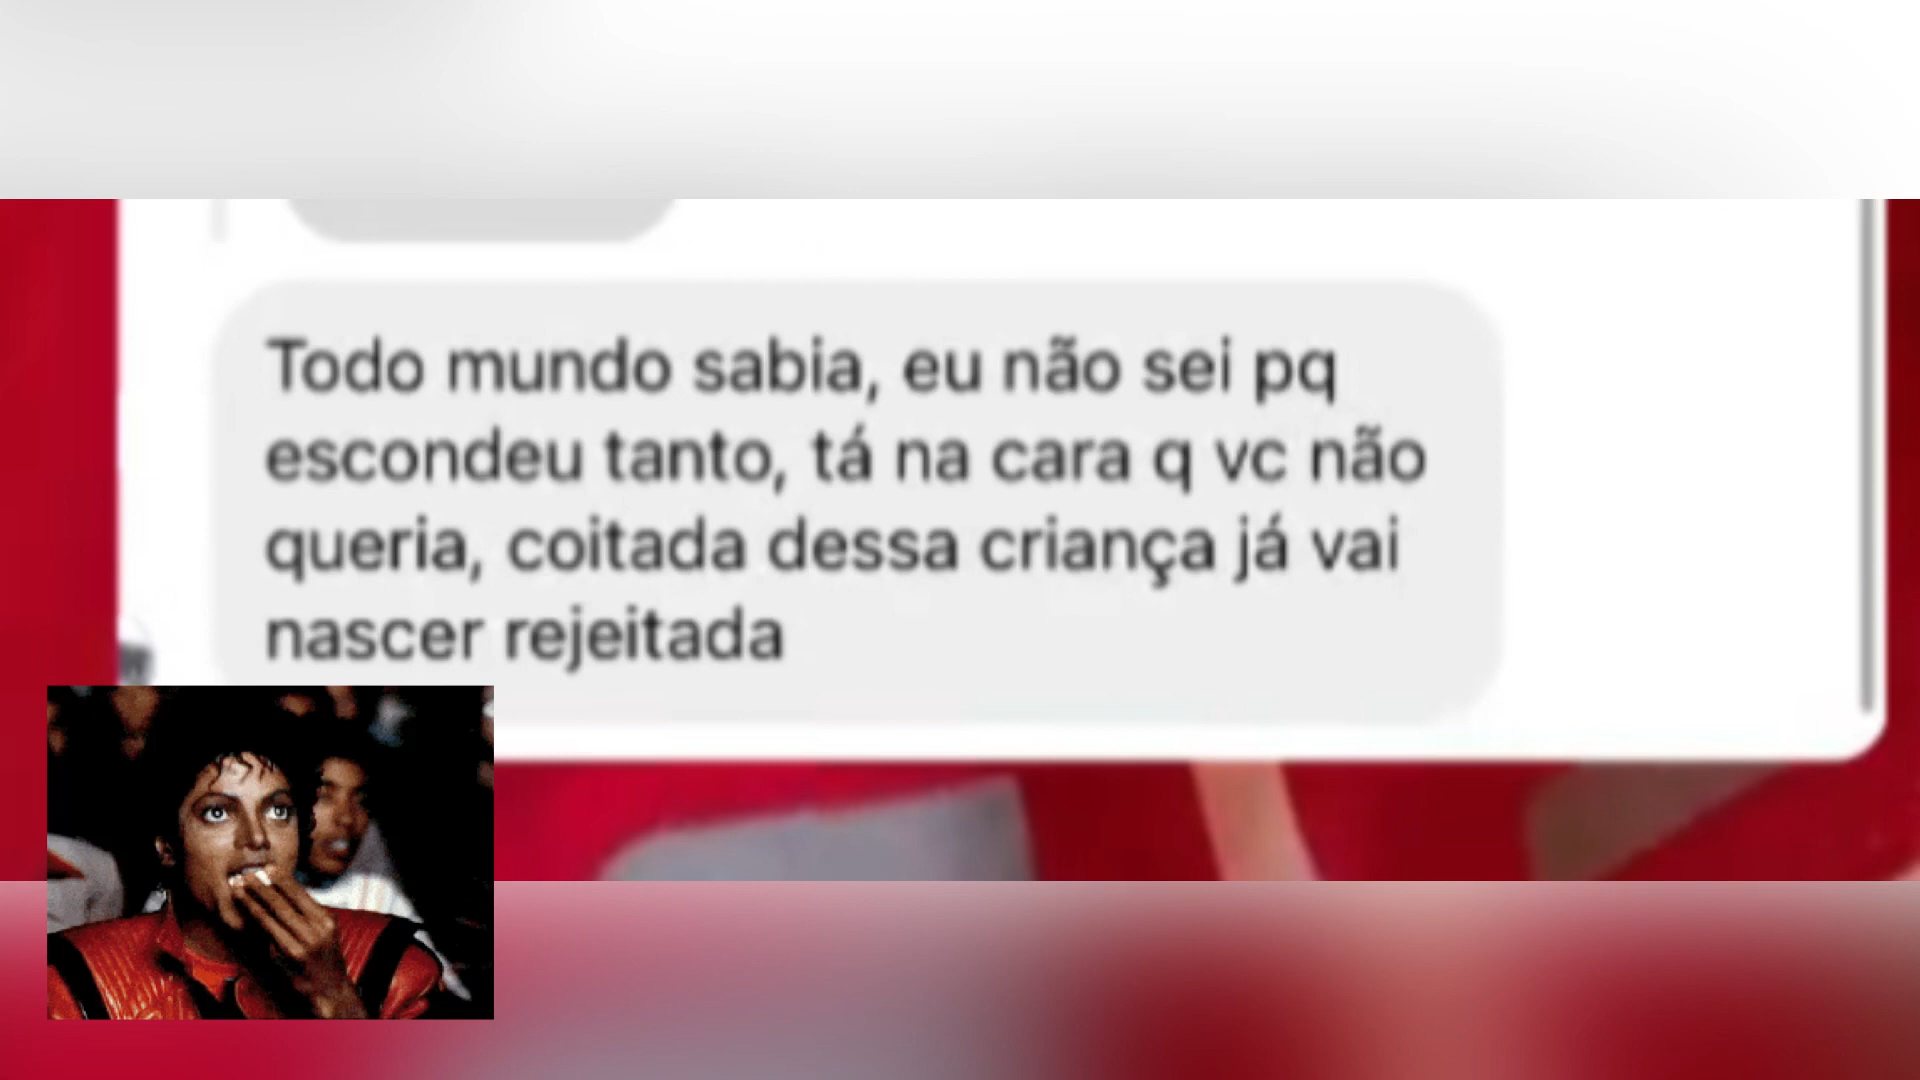 Todo mundo sabia, eu não sei pq
escondeu tanto, tá na cara q vc não
queria, coitada dessa criança já vai
nascer rejeitada